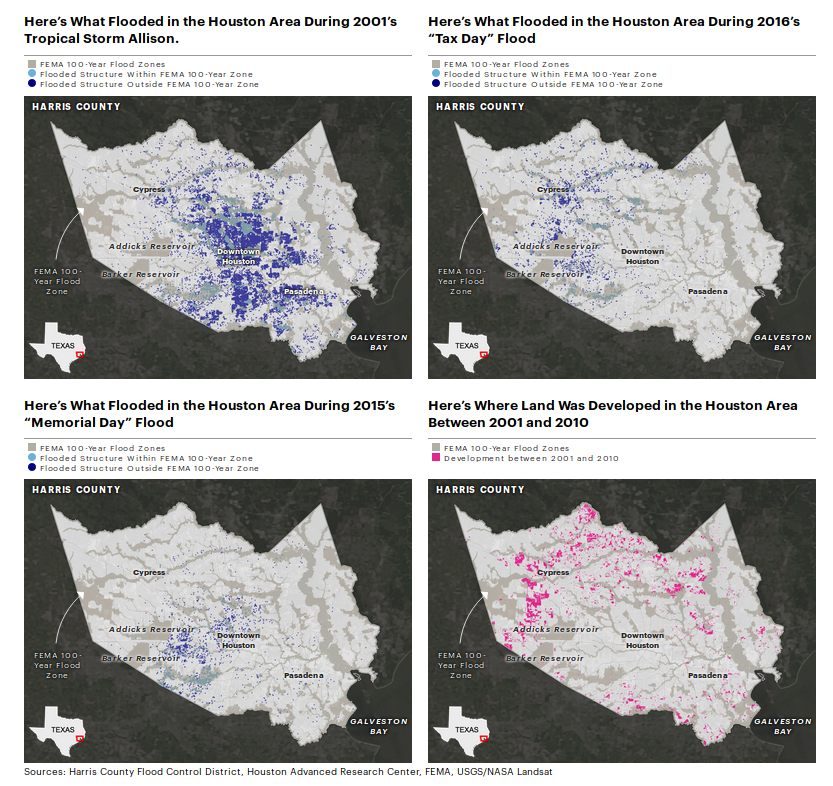 Here's What Flooded in the Houston Area During 2001's
Tropical Storm Allison.
FEMA 100-Year Flood Zones
Flooded Structure Within FEMA 100-Year Zone
Flooded Structure Outside FEMA 100-Year Zone
HARRIS COUNTY
Cypress
Addicks Reservoir
Downtown
Houston
Barker Reservoir
FEMA 100-
Year Flood
Zone
Pasadena
GALVESTON
BAY
TEXAS
Here's What Flooded in the Houston Area During 2016's
“Tax Day” Flood
FEMA 100-Year Flood Zones
Flooded Structure Within FEMA 100-Year Zone
Flooded Structure Outside FEMA 100-Year Zone
HARRIS COUNTY
Cypress
Addicks Reservoir
Downtown
Houston
Barker Reservoir
FEMA 100-
Year Flood
Zone
Pasadena
GALVESTON
BAY
TEXAS
Here's What Flooded in the Houston Area During 2015's
“Memorial Day” Flood
FEMA 100-Year Flood Zones
Flooded Structure Within FEMA 100-Year Zone
Flooded Structure Outside FEMA 100-Year Zone
HARRIS COUNTY
Cypress
Addicks Reservoir
Downtown
Houston
Barker Reservoir
FEMA 100-
Year Flood
Zone
Pasadena
GALVESTON
BAY
TEXAS
Here's Where Land Was Developed in the Houston Area
Between 2001 and 2010
FEMA 100-Year Flood Zones
Development between 2001 and 2010
HARRIS COUNTY
Cypress
Addicks Reservoir
Downtown
Houston
Barker Reservoir
FEMA 100-
Year Flood
Zone
Pasadena
GALVESTON
BAY
TEXAS
Sources: Harris County Flood Control District, Houston Advanced Research Center, FEMA, USGS/NASA Landsat